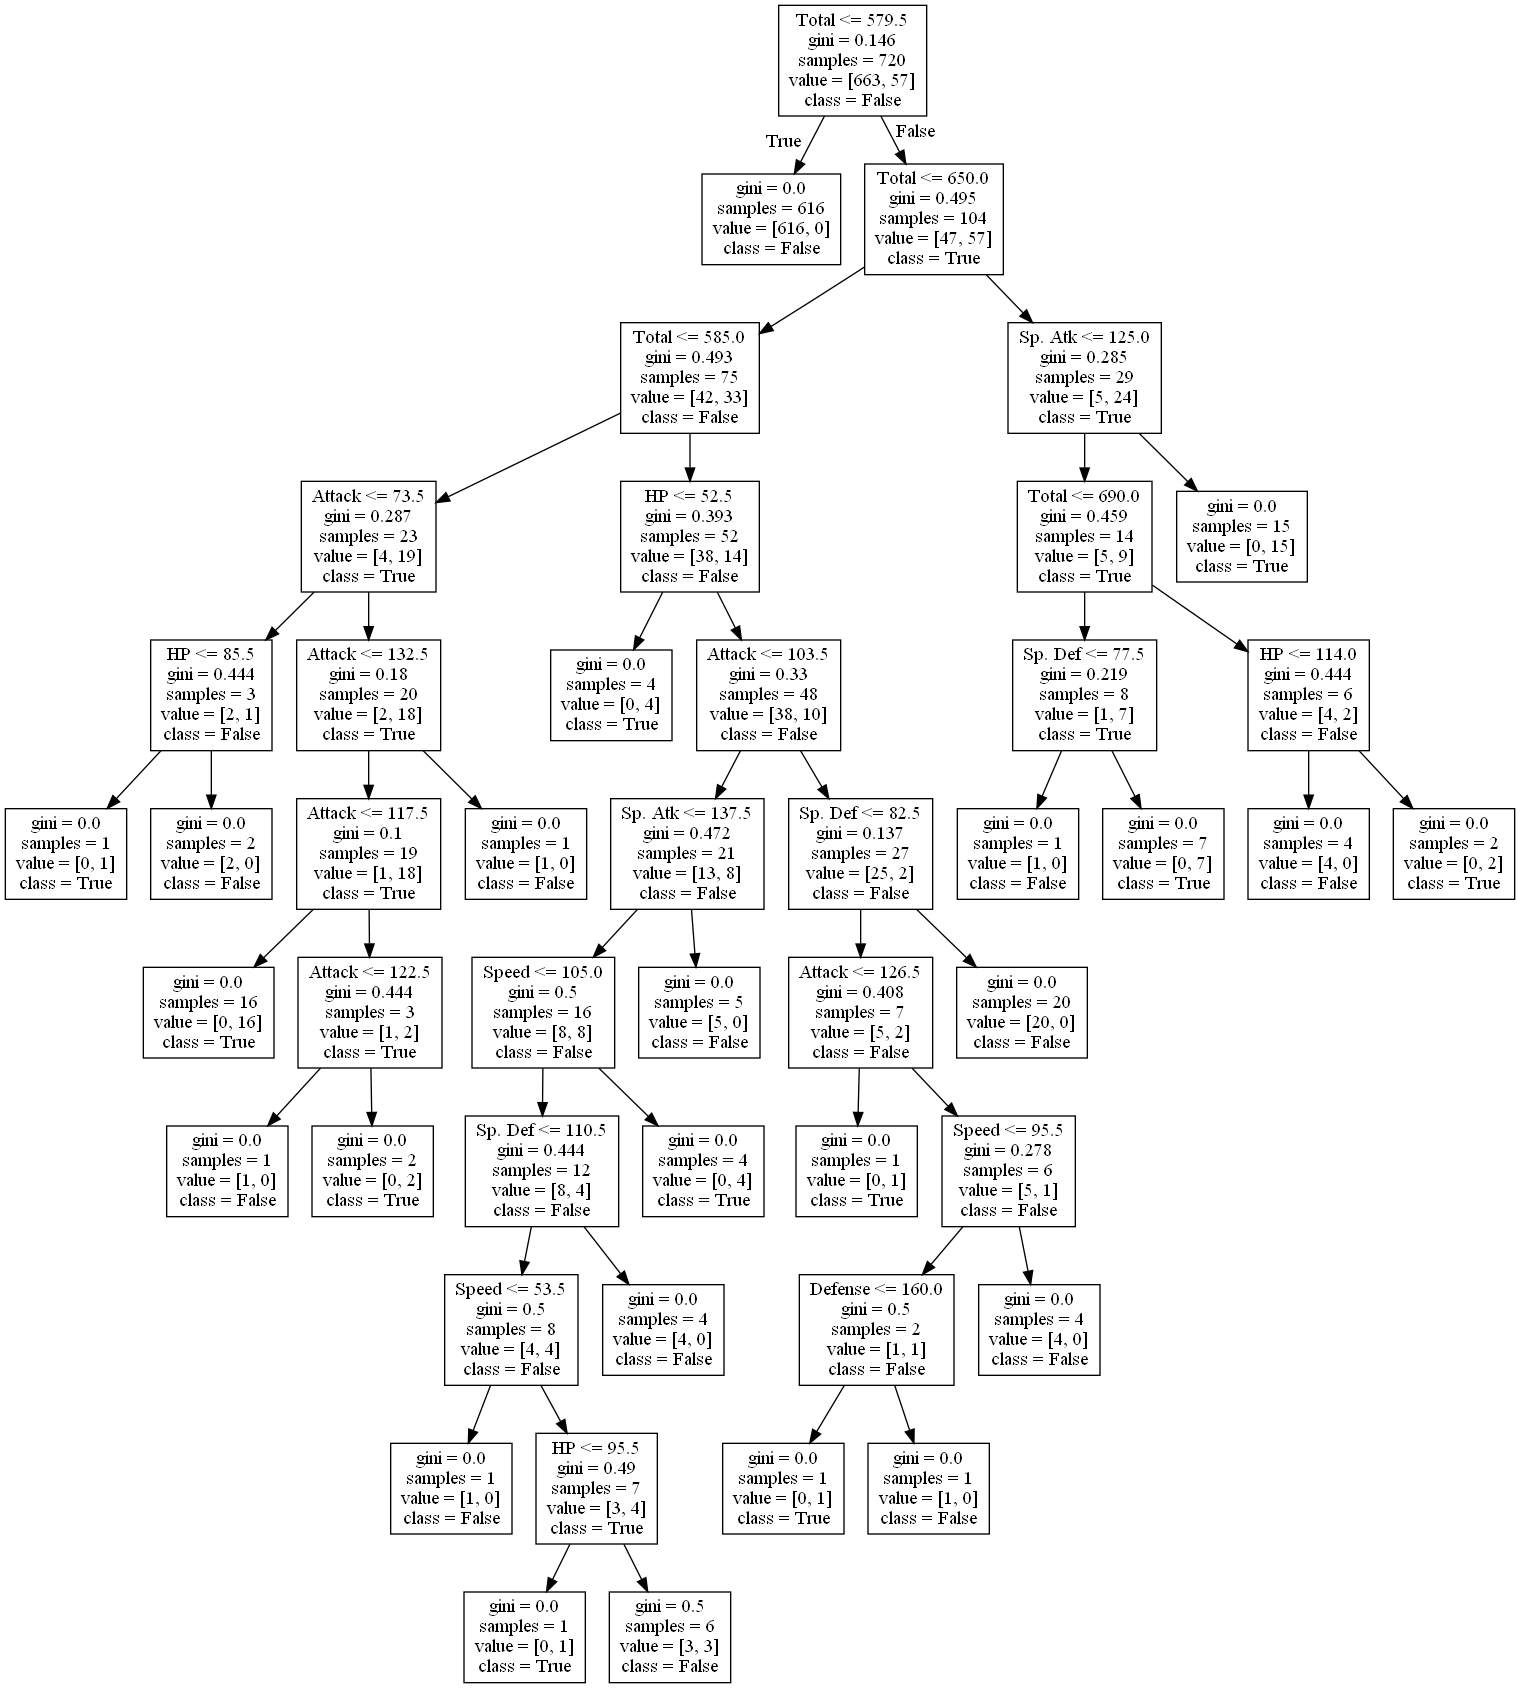 Total <= 579.5
gini = 0.146
samples = 720
value = [663, 57]
class = False
True
False
gini = 0.0
samples = 616
value = [616, 0]
class = False
Total <= 650.0
gini = 0.495
samples = 104
value = [47, 57]
class = True
Total <= 585.0
gini = 0.493
samples = 75
value = [42, 33]
class = False
Sp. Atk <= 125.0
gini = 0.285
samples = 29
value = [5, 24]
class = True
Attack <= 73.5
gini = 0.287
samples = 23
value = [4, 19]
class = True
HP <= 52.5
gini = 0.393
samples = 52
value = [38, 14]
class = False
Total <= 690.0
gini = 0.459
samples = 14
value = [5, 9]
class = True
gini = 0.0
samples = 15
value = [0, 15]
class = True
HP <= 85.5
gini = 0.444
samples = 3
value = [2, 1]
class = False
Attack <= 132.5
gini = 0.18
samples = 20
value = [2, 18]
class = True
gini = 0.0
samples = 4
value = [0, 4]
class = True
Attack <= 103.5
gini = 0.33
samples = 48
value = [38, 10]
class = False
Sp. Def <= 77.5
gini = 0.219
samples = 8
value = [1, 7]
class = True
HP <= 114.0
gini = 0.444
samples = 6
value = [4, 2]
class = False
gini = 0.0
samples = 1
value = [0, 1]
class = True
gini = 0.0
samples = 2
value = [2, 0]
class = False
Attack <= 117.5
gini = 0.1
samples = 19
value = [1, 18]
class = True
gini = 0.0
samples = 1
value = [1, 0]
class = False
Sp. Atk <= 137.5
gini = 0.472
samples = 21
value = [13, 8]
class = False
Sp. Def <= 82.5
gini = 0.137
samples = 27
value = [25, 2]
class = False
gini = 0.0
samples = 1
value = [1, 0]
class = False
gini = 0.0
samples = 7
value = [0, 7]
class = True
gini = 0.0
samples = 4
value = [4, 0]
class = False
gini = 0.0
samples = 2
value = [0, 2]
class = True
gini = 0.0
samples = 16
value = [0, 16]
class = True
Attack <= 122.5
gini = 0.444
samples = 3
value = [1, 2]
class = True
Speed <= 105.0
gini = 0.5
samples = 16
value = [8, 8]
class = False
gini = 0.0
samples = 5
value = [5, 0]
class = False
Attack <= 126.5
gini = 0.408
samples = 7
value = [5, 2]
class = False
gini = 0.0
samples = 20
value = [20, 0]
class = False
gini = 0.0
samples = 1
value = [1, 0]
class = False
gini = 0.0
samples = 2
value = [0, 2]
class = True
Sp. Def <= 110.5
gini = 0.444
samples = 12
value = [8, 4]
class = False
gini = 0.0
samples = 4
value = [0, 4]
class = True
gini = 0.0
samples = 1
value = [0, 1]
class = True
Speed <= 95.5
gini = 0.278
samples = 6
value = [5, 1]
class = False
Speed <= 53.5
gini = 0.5
samples = 8
value = [4, 4]
class = False
gini = 0.0
samples = 4
value = [4, 0]
class = False
Defense <= 160.0
gini = 0.5
samples = 2
value = [1, 1]
class = False
gini = 0.0
samples = 4
value = [4, 0]
class = False
gini = 0.0
samples = 1
value = [1, 0]
class = False
HP <= 95.5
gini = 0.49
samples = 7
value = [3, 4]
class = True
gini = 0.0
samples = 1
value = [0, 1]
class = True
gini = 0.0
samples = 1
value = [1, 0]
class = False
gini = 0.0
samples = 1
value = [0, 1]
class = True
gini = 0.5
samples = 6
value = [3, 3]
class = False